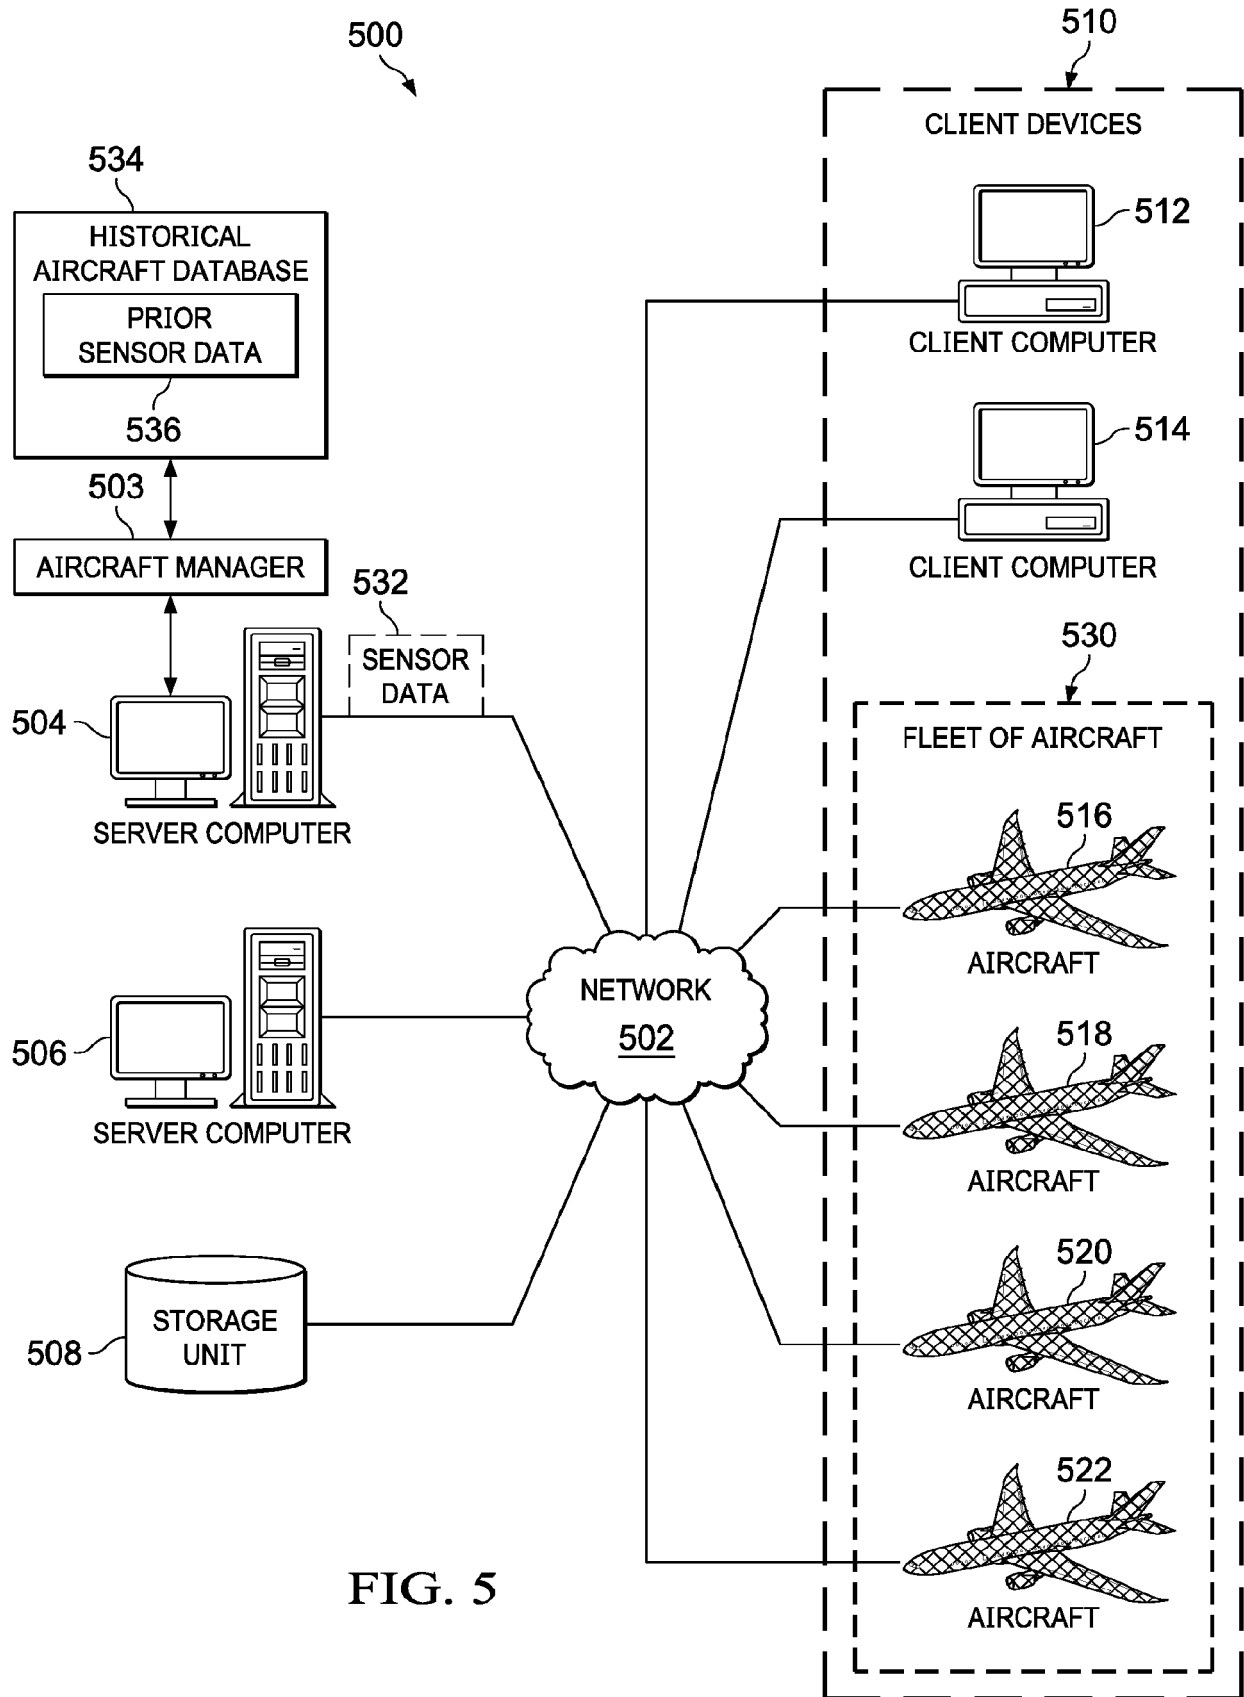 500
510
CLIENT DEVICES
534
HISTORICAL
AIRCRAFT DATABASE
PRIOR
SENSOR DATA
536
512
CLIENT COMPUTER
514
CLIENT COMPUTER
503
AIRCRAFT MANAGER
532
SENSOR
DATA
504
SERVER COMPUTER
530
FLEET OF AIRCRAFT
516
AIRCRAFT
506
SERVER COMPUTER
NETWORK
502
518
AIRCRAFT
508
STORAGE
UNIT
520
AIRCRAFT
522
AIRCRAFT
FIG. 5